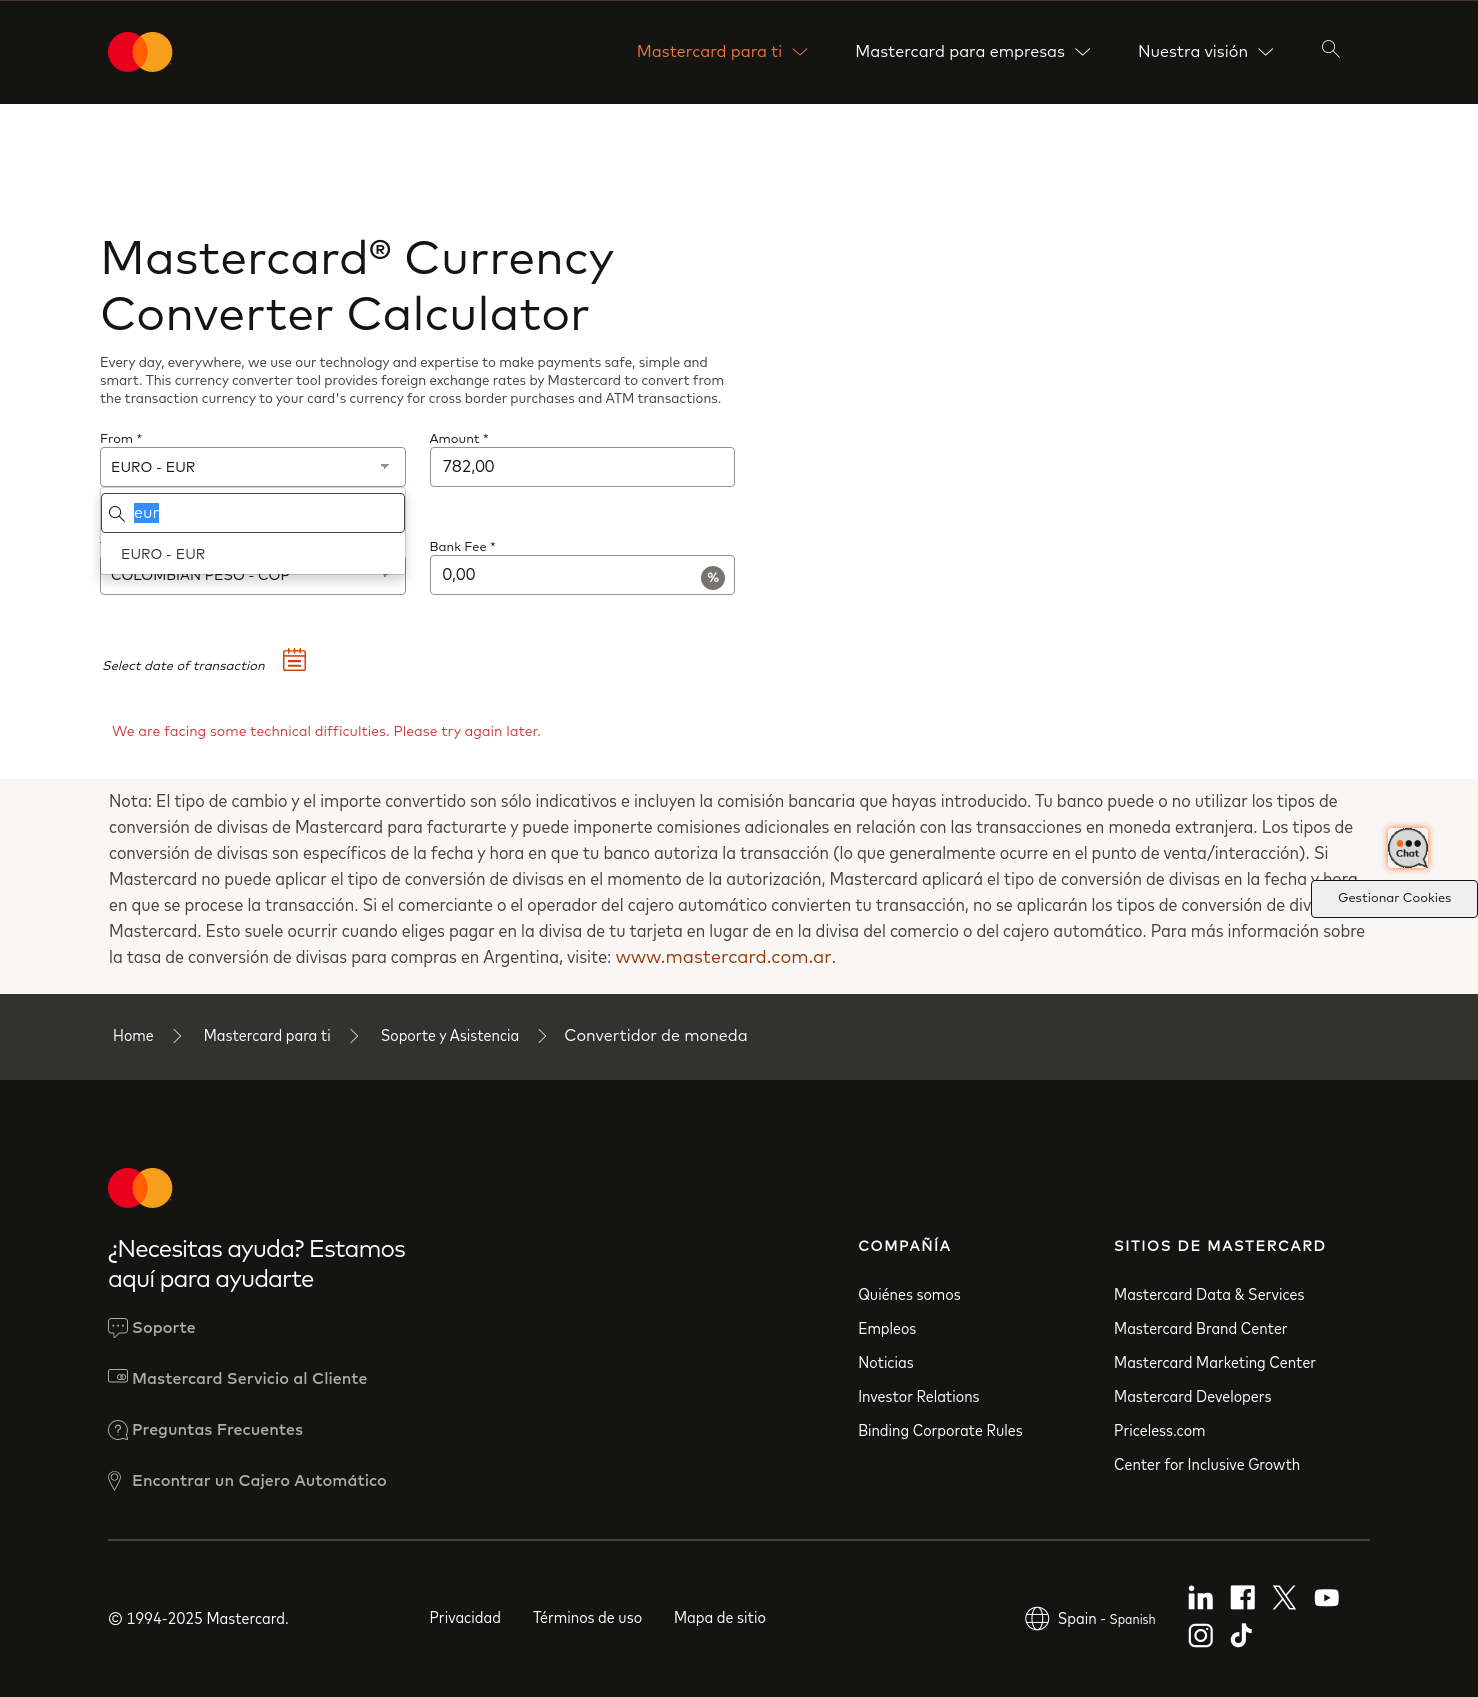 Mastercard para ti
Mastercard para empresas
Nuestra visión
Mastercard® Currency
Converter Calculator
Every day, everywhere, we use our technology and expertise to make payments safe, simple and
smart. This currency converter tool provides foreign exchange rates by Mastercard to convert from
the transaction currency to your card's currency for cross border purchases and ATM transactions.
From *
Amount *
EURO - EUR
782,00
eur
EURO - EUR
Bank Fee *
COLOMBIAN PESO - COP
0,00
%
Select date of transaction
We are facing some technical difficulties. Please try again later.
Nota: El tipo de cambio y el importe convertido son sólo indicativos e incluyen la comisión bancaria que hayas introducido. Tu banco puede o no utilizar los tipos de
conversión de divisas de Mastercard para facturarte y puede imponerte comisiones adicionales en relación con las transacciones en moneda extranjera. Los tipos de
conversión de divisas son específicos de la fecha y hora en que tu banco autoriza la transacción (lo que generalmente ocurre en el punto de venta/interacción). Si
Mastercard no puede aplicar el tipo de conversión de divisas en el momento de la autorización, Mastercard aplicará el tipo de conversión de divisas en la fecha y hora
en que se procese la transacción. Si el comerciante o el operador del cajero automático convierten tu transacción, no se aplicarán los tipos de conversión de
Mastercard. Esto suele ocurrir cuando eliges pagar en la divisa de tu tarjeta en lugar de en la divisa del comercio o del cajero automático. Para más información sobre
la tasa de conversión de divisas para compras en Argentina, visite: www.mastercard.com.ar.
Chat
Gestionar Cookies
Home
Mastercard para ti
Soporte y Asistencia
Convertidor de moneda
¿Necesitas ayuda? Estamos
aquí para ayudarte
Soporte
Mastercard Servicio al Cliente
Preguntas Frecuentes
Encontrar un Cajero Automático
COMPAÑÍA
Quiénes somos
Empleos
Noticias
Investor Relations
Binding Corporate Rules
SITIOS DE MASTERCARD
Mastercard Data & Services
Mastercard Brand Center
Mastercard Marketing Center
Mastercard Developers
Priceless.com
Center for Inclusive Growth
© 1994-2025 Mastercard.
Privacidad
Términos de uso
Mapa de sitio
Spain - Spanish